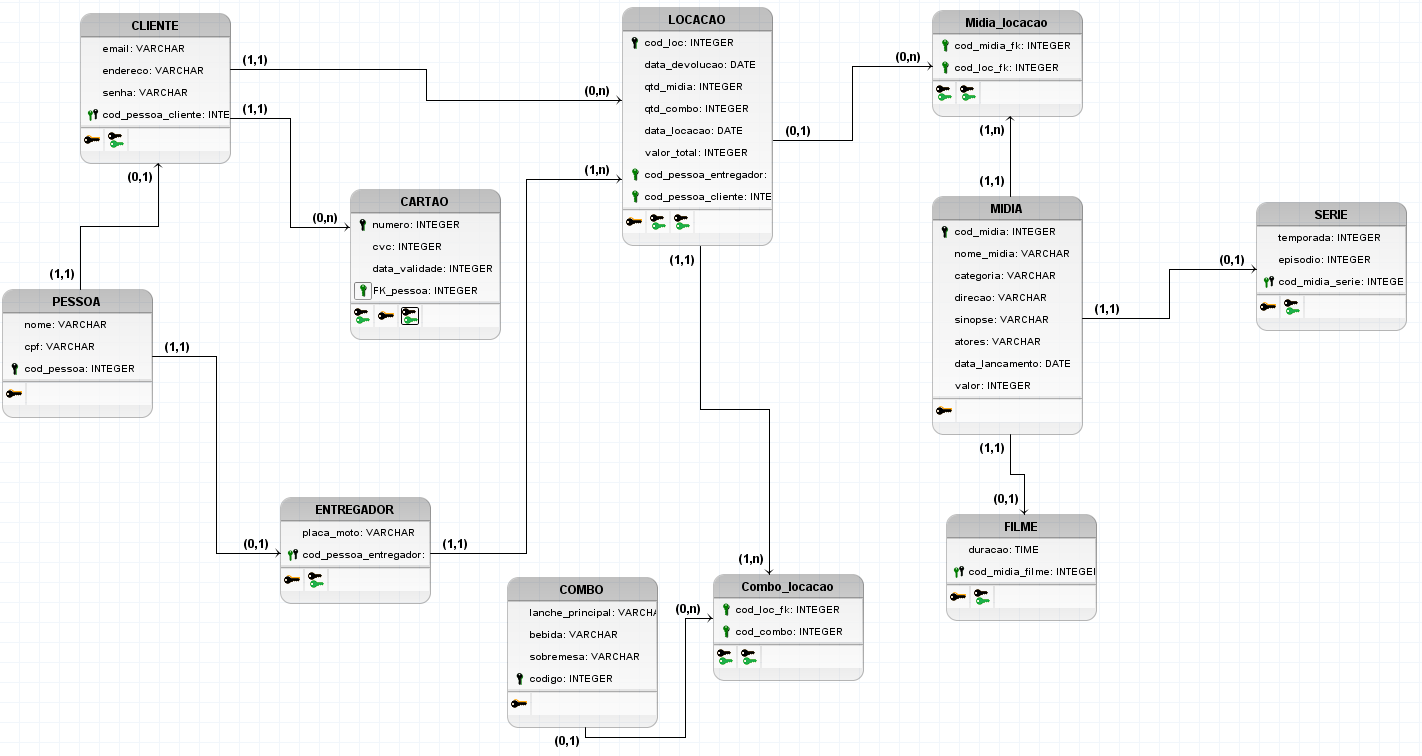 CLIENTE
email: VARCHAR
endereco: VARCHAR
senha: VARCHAR
cod_pessoa_cliente: INTE
(1,1)
(1,1)
(0,1)
(0,n)
(0,n)
CARTAO
numero: INTEGER
cvc: INTEGER
data_validade: INTEGER
FK_pessoa: INTEGER
(1,1)
PESSOA
nome: VARCHAR
cpf: VARCHAR
cod_pessoa: INTEGER
(1,1)
(0,1)
ENTREGADOR
placa_moto: VARCHAR
cod_pessoa_entregador:
(1,1)
(1,n)
LOCACAO
cod_loc: INTEGER
data_devolucao: DATE
qtd_midia: INTEGER
qtd_combo: INTEGER
data_locacao: DATE
valor_total: INTEGER
cod_pessoa_entregador:
cod_pessoa_cliente: INTE
(0,1)
(0,n)
(1,1)
(1,n)
Midia_locacao
cod_midia_fk: INTEGER
cod_loc_fk: INTEGER
(1,n)
(1,1)
MIDIA
cod_midia: INTEGER
nome_midia: VARCHAR
categoria: VARCHAR
direcao: VARCHAR
sinopse: VARCHAR
atores: VARCHAR
data_lancamento: DATE
valor: INTEGER
(1,1)
(0,1)
SERIE
temporada: INTEGER
episodio: INTEGER
cod_midia_serie: INTEGE
(1,1)
(0,1)
FILME
duracao: TIME
cod_midia_filme: INTEGEI
COMBO
lanche_principal: VARCHA
bebida: VARCHAR
sobremesa: VARCHAR
codigo: INTEGER
(0,1)
(0,n)
Combo_locacao
cod_loc_fk: INTEGER
cod_combo: INTEGER